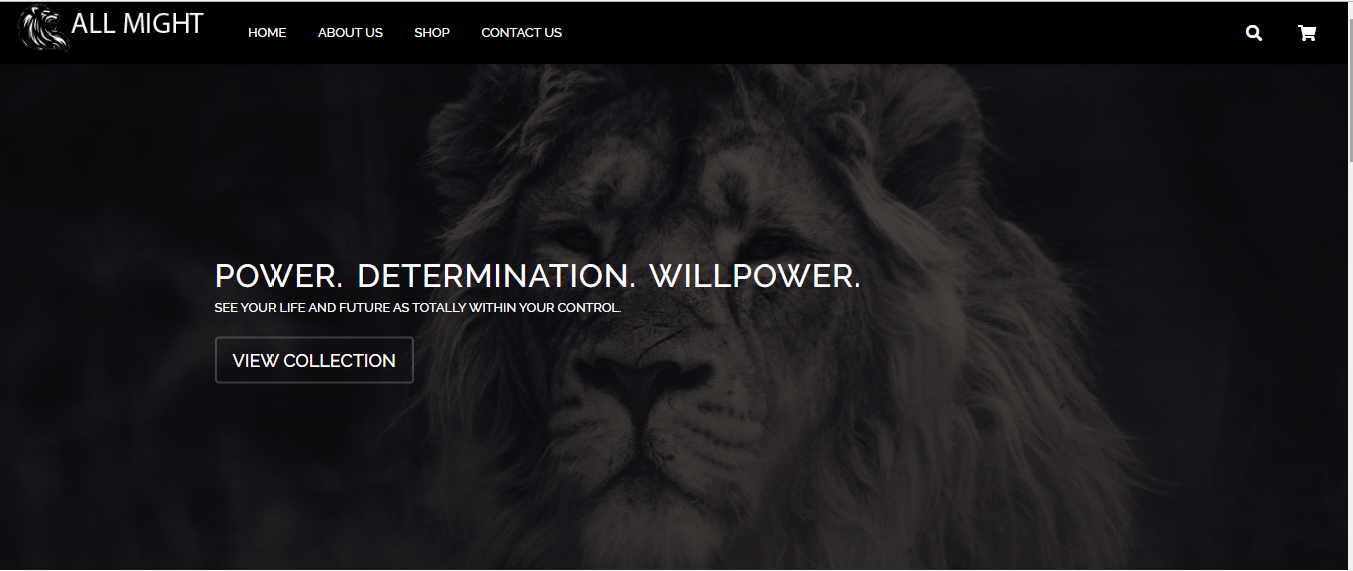 ALL MIGHT
HOME ABOUT US SHOP CONTACT US
POWER. DETERMINATION. WILLPOWER.
SEE YOUR LIFE AND FUTURE AS TOTALLY WITHIN YOUR CONTROL.
VIEW COLLECTION